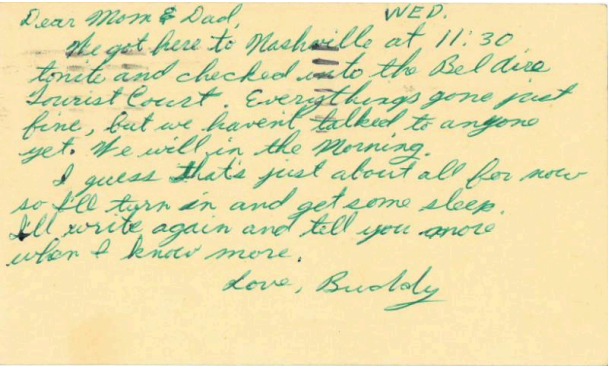 Dear Mom & Dad, WED.
We got here to Nashville at 11:30
tonite and checked into the Bel Aire
Tourist Court. Everythings gone just
fine, but we haven't talked to anyone
yet. We will in the Morning.
I guess that's just about all for now
so I'll turn in and get some sleep.
I'll write again and tell you more
when I know more.
Love, Buddy